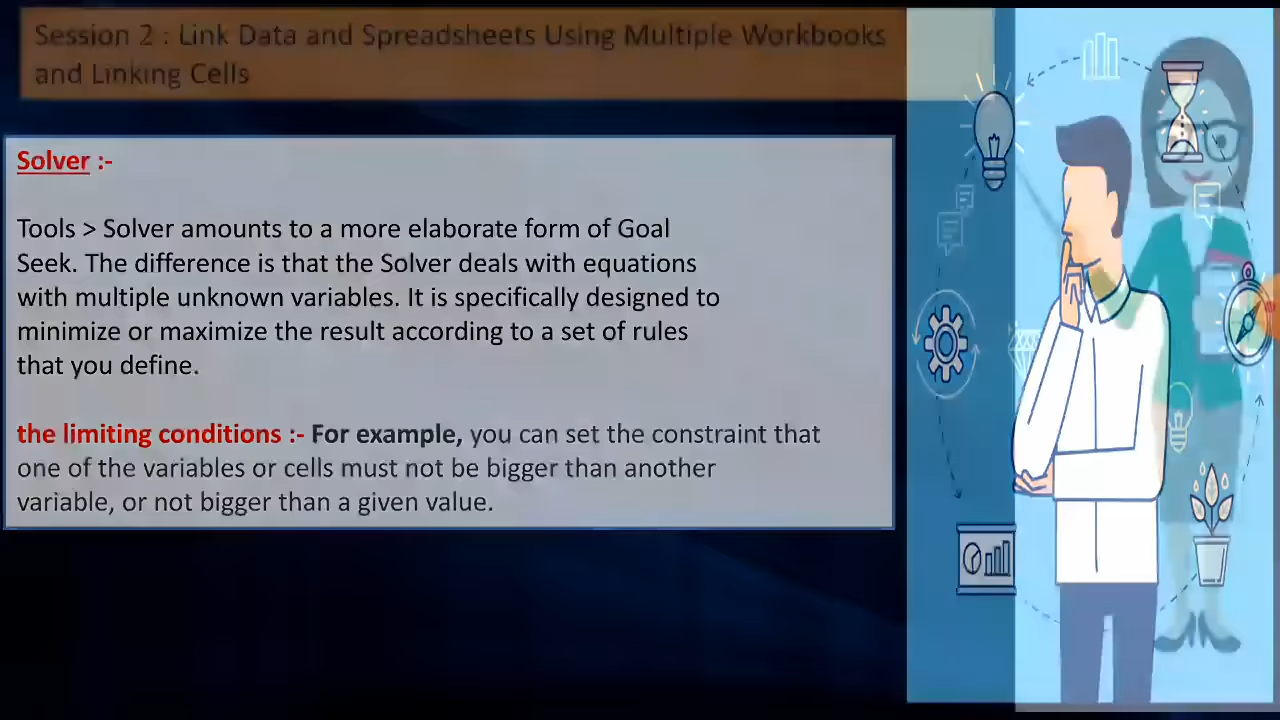 Session 2 : Link Data and Spreadsheets Using Multiple Workbooks
and Linking Cells
Solver :-
Tools > Solver amounts to a more elaborate form of Goal
Seek. The difference is that the Solver deals with equations
with multiple unknown variables. It is specifically designed to
minimize or maximize the result according to a set of rules
that you define.
the limiting conditions :- For example, you can set the constraint that
one of the variables or cells must not be bigger than another
variable, or not bigger than a given value.